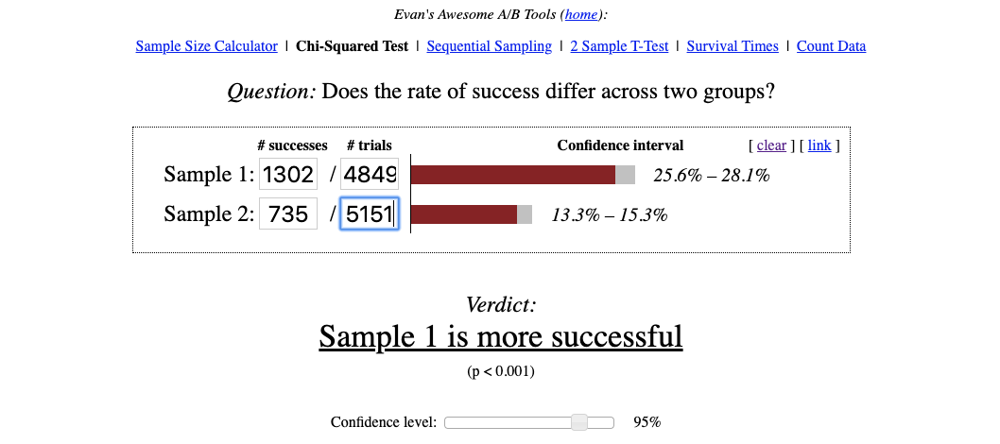 Evan's Awesome A/B Tools (home):
Sample Size Calculator | Chi-Squared Test | Sequential Sampling | 2 Sample T-Test | Survival Times | Count Data
Question: Does the rate of success differ across two groups?
# successes # trials Confidence interval [ clear ] [ link ]
Sample 1: 1302 / 4849 25.6% – 28.1%
Sample 2: 735 / 5151 13.3% – 15.3%
Verdict:
Sample 1 is more successful
(p < 0.001)
Confidence level: 95%